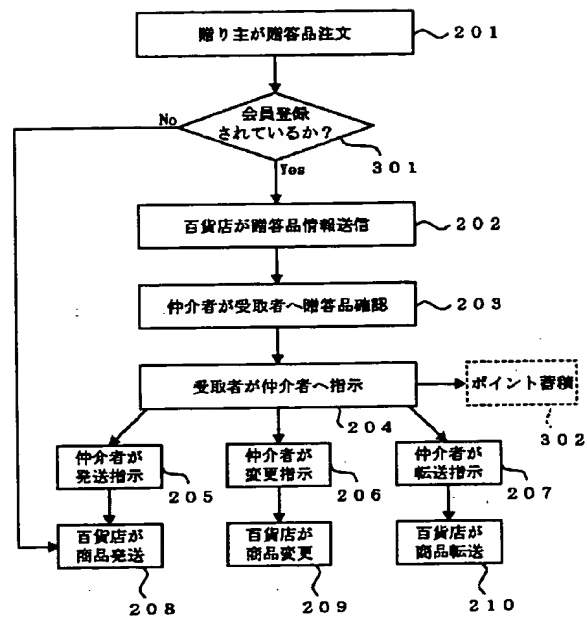 贈り主が贈答品注文
201
会員登録
されているか？
No
301
Yes
百貨店が贈答品情報送信
202
仲介者が受取者へ贈答品確認
203
受取者が仲介者へ指示
ポイント蓄積
204
302
仲介者が
発送指示
205
仲介者が
変更指示
206
仲介者が
転送指示
207
百貨店が
商品発送
208
百貨店が
商品変更
209
百貨店が
商品転送
210